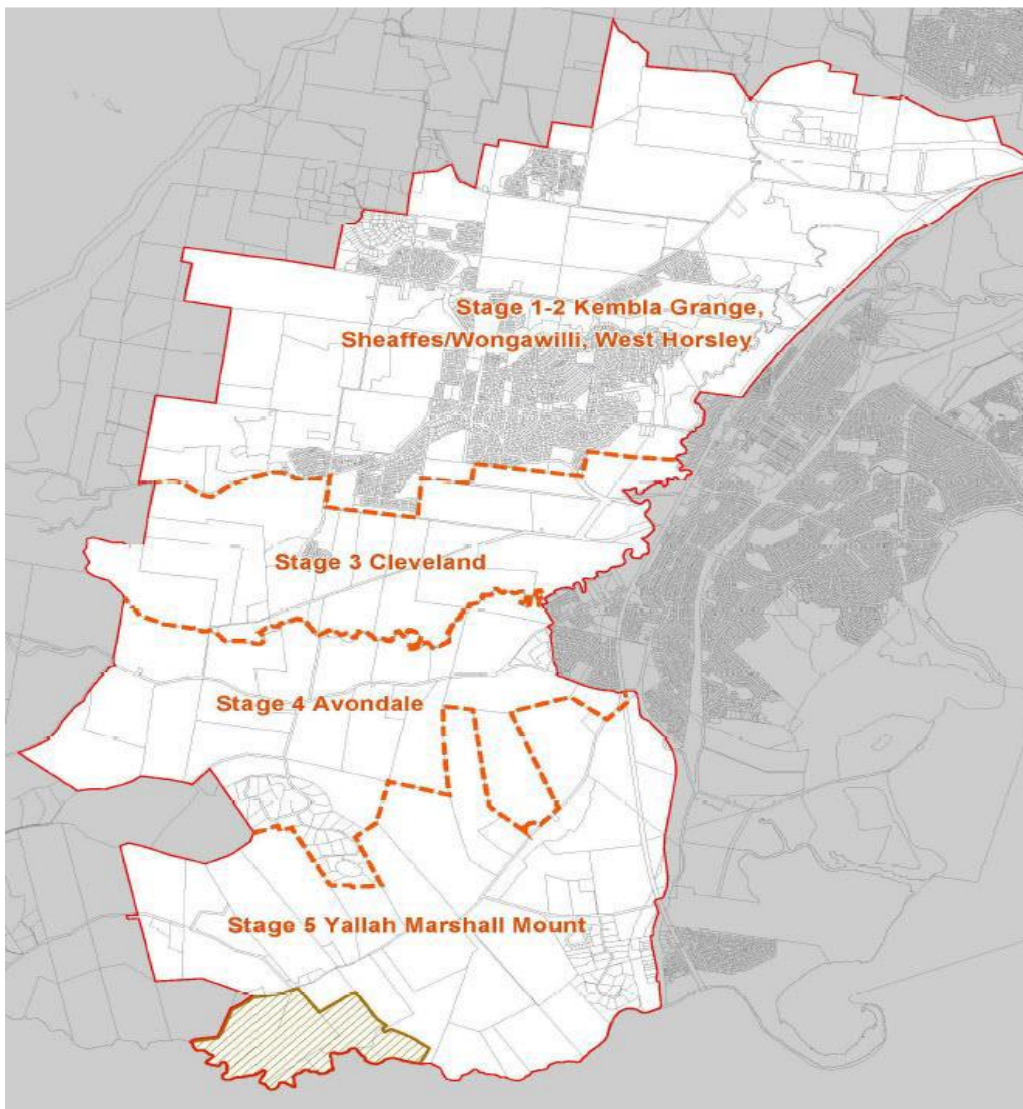 Stage 1-2 Kembla Grange,
Sheaffes/Wongawilli, West Horsley
Stage 3 Cleveland
Stage 4 Avondale
Stage 5 Yallah Marshall Mount